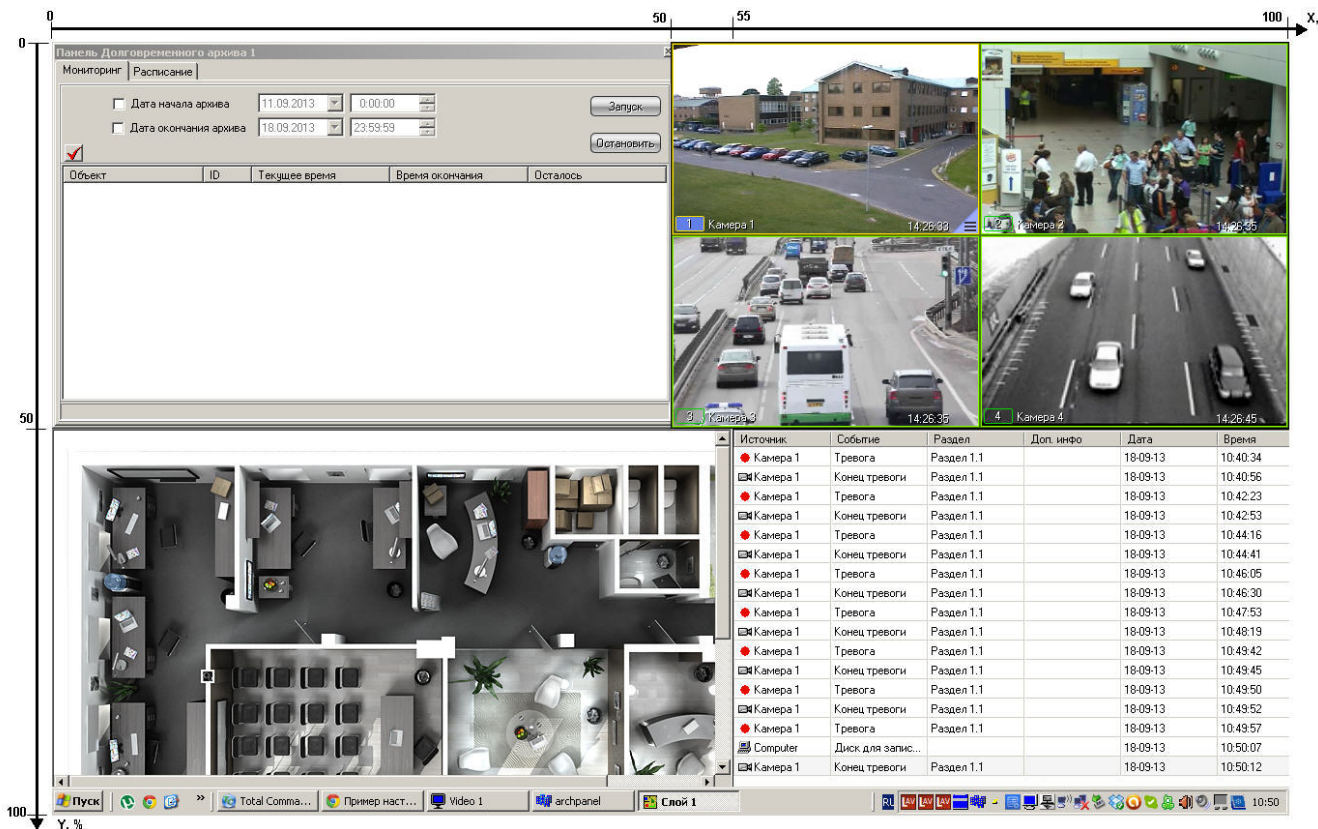 0 50 55 100 X,
0
50
100
Y, %
Панель Долговременного архива 1
Мониторинг Расписание
Дата начала архива 11.09.2013 0:00:00 Запуск
Дата окончания архива 18.09.2013 23:59:59
Остановить
Объект ID Текущее время Время окончания Осталось
1 Камера 1 14:26:33
2 Камера 2 14:26:35
3 Камера 3 14:26:35
4 Камера 4 14:26:45
Источник Событие Раздел Доп. инфо Дата Время
Камера 1 Тревога Раздел 1.1 18-09-13 10:40:34
Камера 1 Конец тревоги Раздел 1.1 18-09-13 10:40:56
Камера 1 Тревога Раздел 1.1 18-09-13 10:42:23
Камера 1 Конец тревоги Раздел 1.1 18-09-13 10:42:53
Камера 1 Тревога Раздел 1.1 18-09-13 10:44:16
Камера 1 Конец тревоги Раздел 1.1 18-09-13 10:44:41
Камера 1 Тревога Раздел 1.1 18-09-13 10:46:05
Камера 1 Конец тревоги Раздел 1.1 18-09-13 10:46:30
Камера 1 Тревога Раздел 1.1 18-09-13 10:47:53
Камера 1 Конец тревоги Раздел 1.1 18-09-13 10:48:19
Камера 1 Тревога Раздел 1.1 18-09-13 10:49:42
Камера 1 Конец тревоги Раздел 1.1 18-09-13 10:49:45
Камера 1 Тревога Раздел 1.1 18-09-13 10:49:50
Камера 1 Конец тревоги Раздел 1.1 18-09-13 10:49:52
Камера 1 Тревога Раздел 1.1 18-09-13 10:49:57
Computer Диск для запис... 18-09-13 10:50:07
Камера 1 Конец тревоги Раздел 1.1 18-09-13 10:50:12
Пуск » Total Comma... Пример наст... Video 1 archpanel Слой 1 RU LAV LAV LAV 10:50